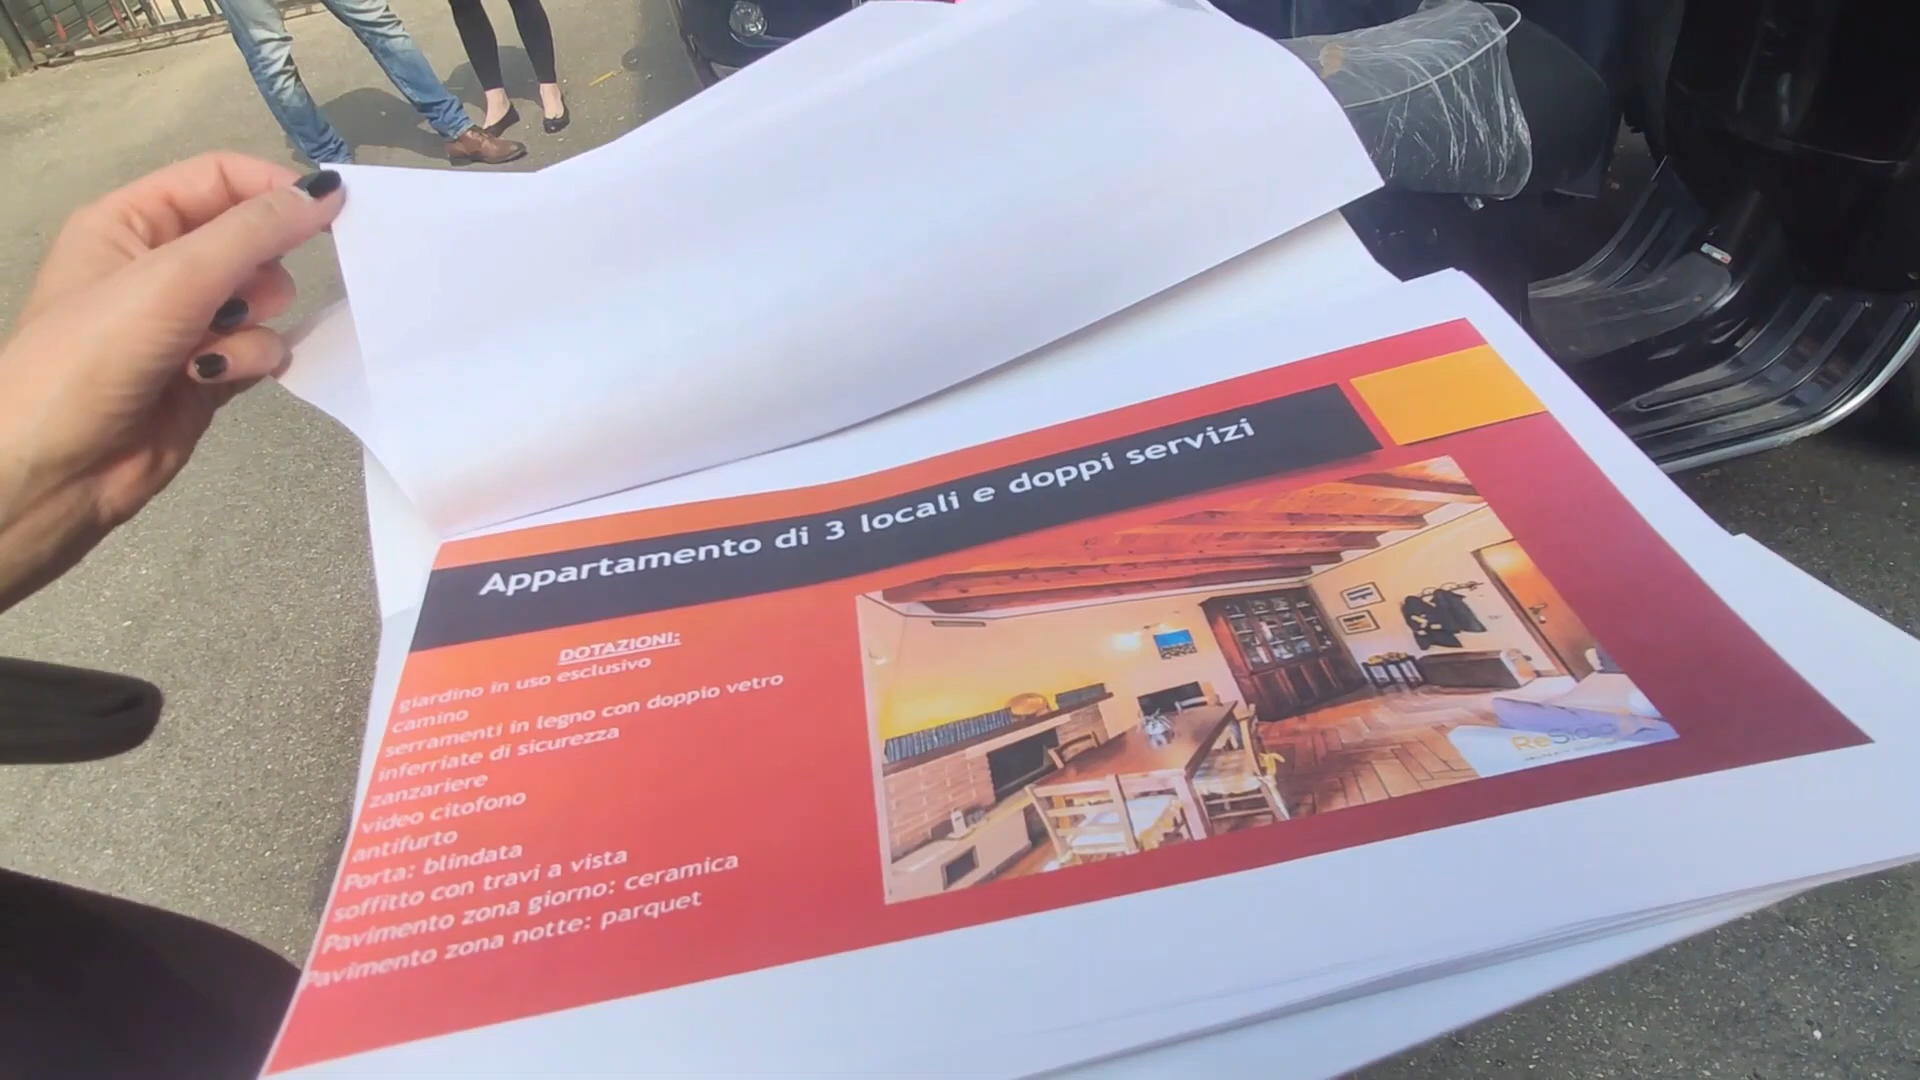 Appartamento di 3 locali e doppi servizi
DOTAZIONI:
giardino in uso esclusivo
camino
serramenti in legno con doppio vetro
inferriate di sicurezza
zanzariere
video citofono
antifurto
Porta: blindata
soffitto con travi a vista
Pavimento zona giorno: ceramica
Pavimento zona notte: parquet